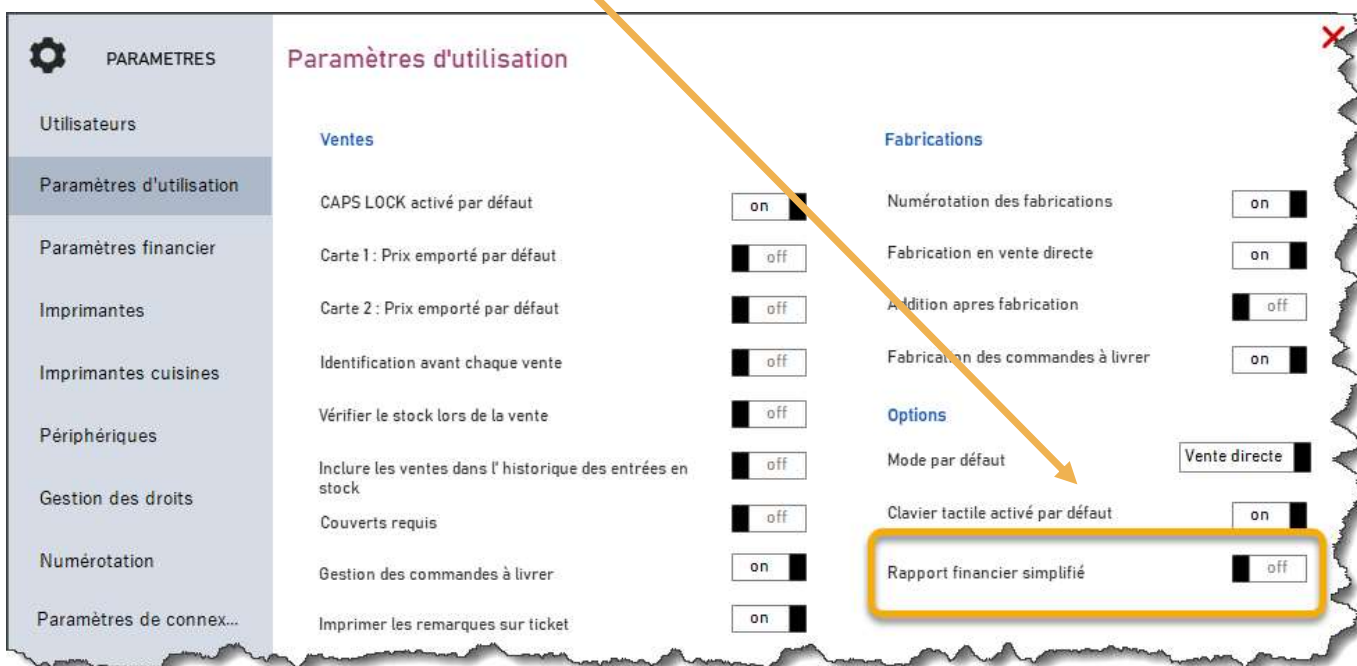 PARAMETRES
Utilisateurs
Paramètres d'utilisation
Paramètres financier
Imprimantes
Imprimantes cuisines
Périphériques
Gestion des droits
Numérotation
Paramètres de connex...
Paramètres d'utilisation
Ventes
CAPS LOCK activé par défaut on
Carte 1 : Prix emporté par défaut off
Carte 2 : Prix emporté par défaut off
Identification avant chaque vente off
Vérifier le stock lors de la vente off
Inclure les ventes dans l' historique des entrées en off
stock
Couverts requis off
Gestion des commandes à livrer on
Imprimer les remarques sur ticket on
Fabrications
Numérotation des fabrications on
Fabrication en vente directe on
Addition apres fabrication off
Fabrication des commandes à livrer on
Options
Mode par défaut Vente directe
Clavier tactile activé par défaut on
Rapport financier simplifié off